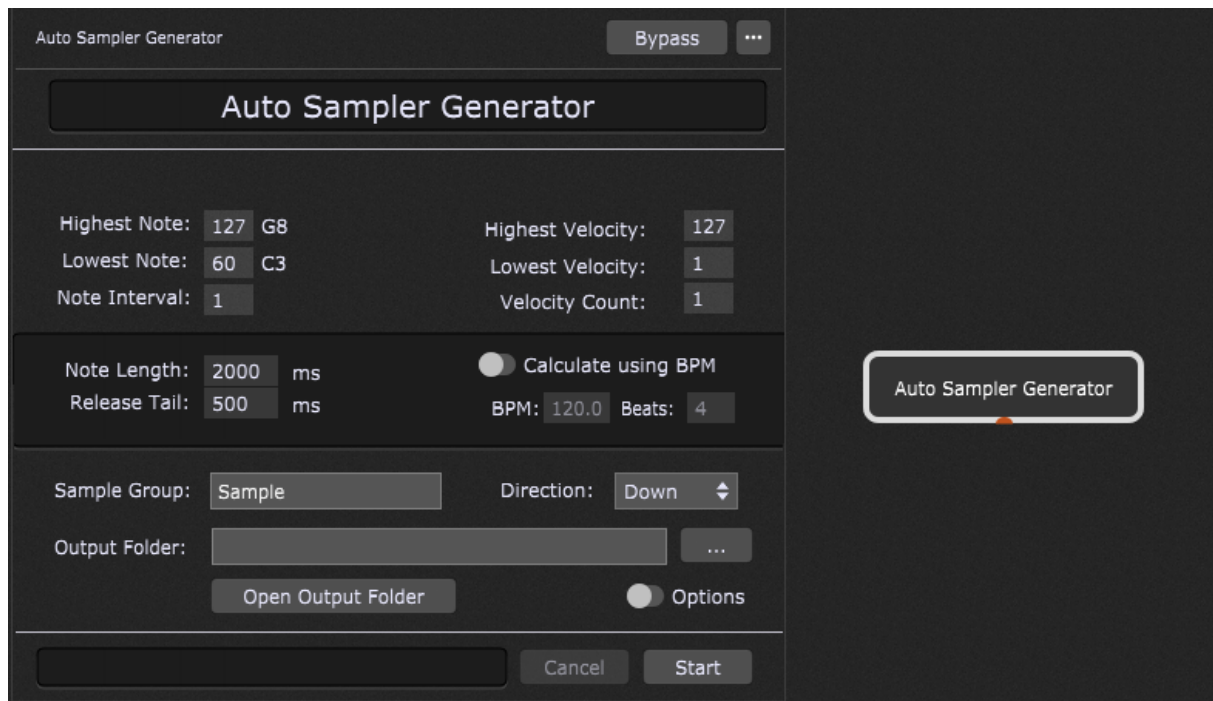 Auto Sampler Generator Bypass ...
Auto Sampler Generator
Highest Note: 127 G8 Highest Velocity: 127
Lowest Note: 60 C3 Lowest Velocity: 1
Note Interval: 1 Velocity Count: 1
Note Length: 2000 ms Calculate using BPM
Release Tail: 500 ms BPM: 120.0 Beats: 4
Auto Sampler Generator
Sample Group: Sample Direction: Down
Output Folder: ...
Open Output Folder Options
Cancel Start